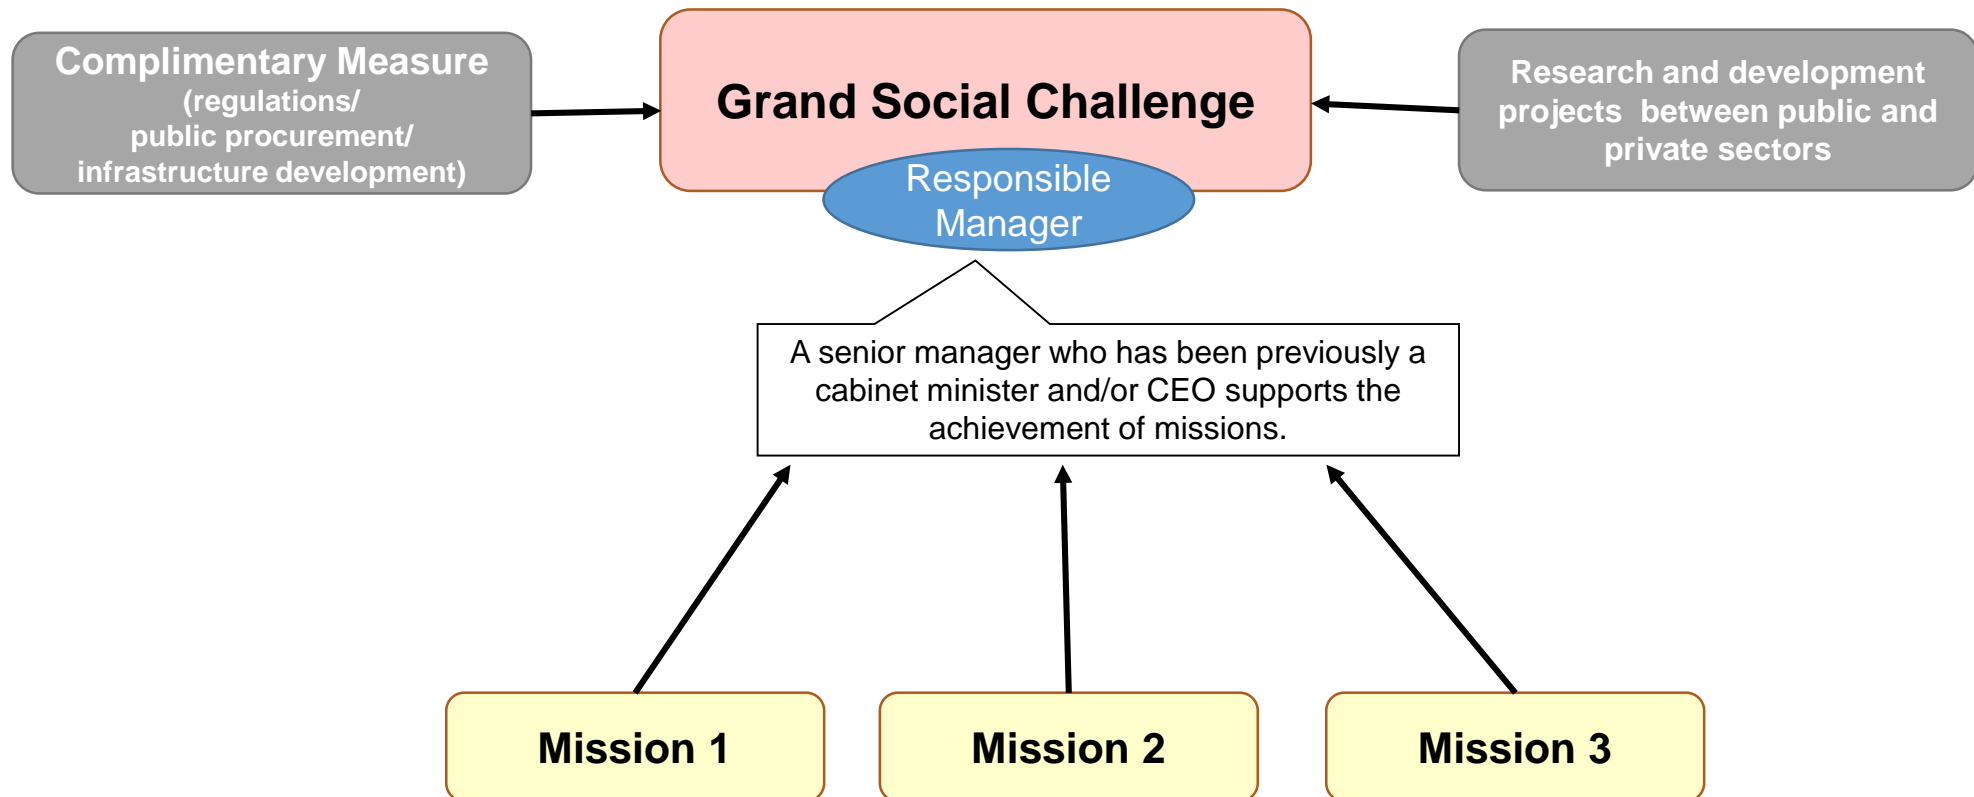 Complimentary Measure
(regulations/
public procurement/
infrastructure development)
Grand Social Challenge
Responsible
Manager
Research and development
projects  between public and
private sectors
A senior manager who has been previously a
cabinet minister and/or CEO supports the
achievement of missions.
Mission 1
Mission 2
Mission 3